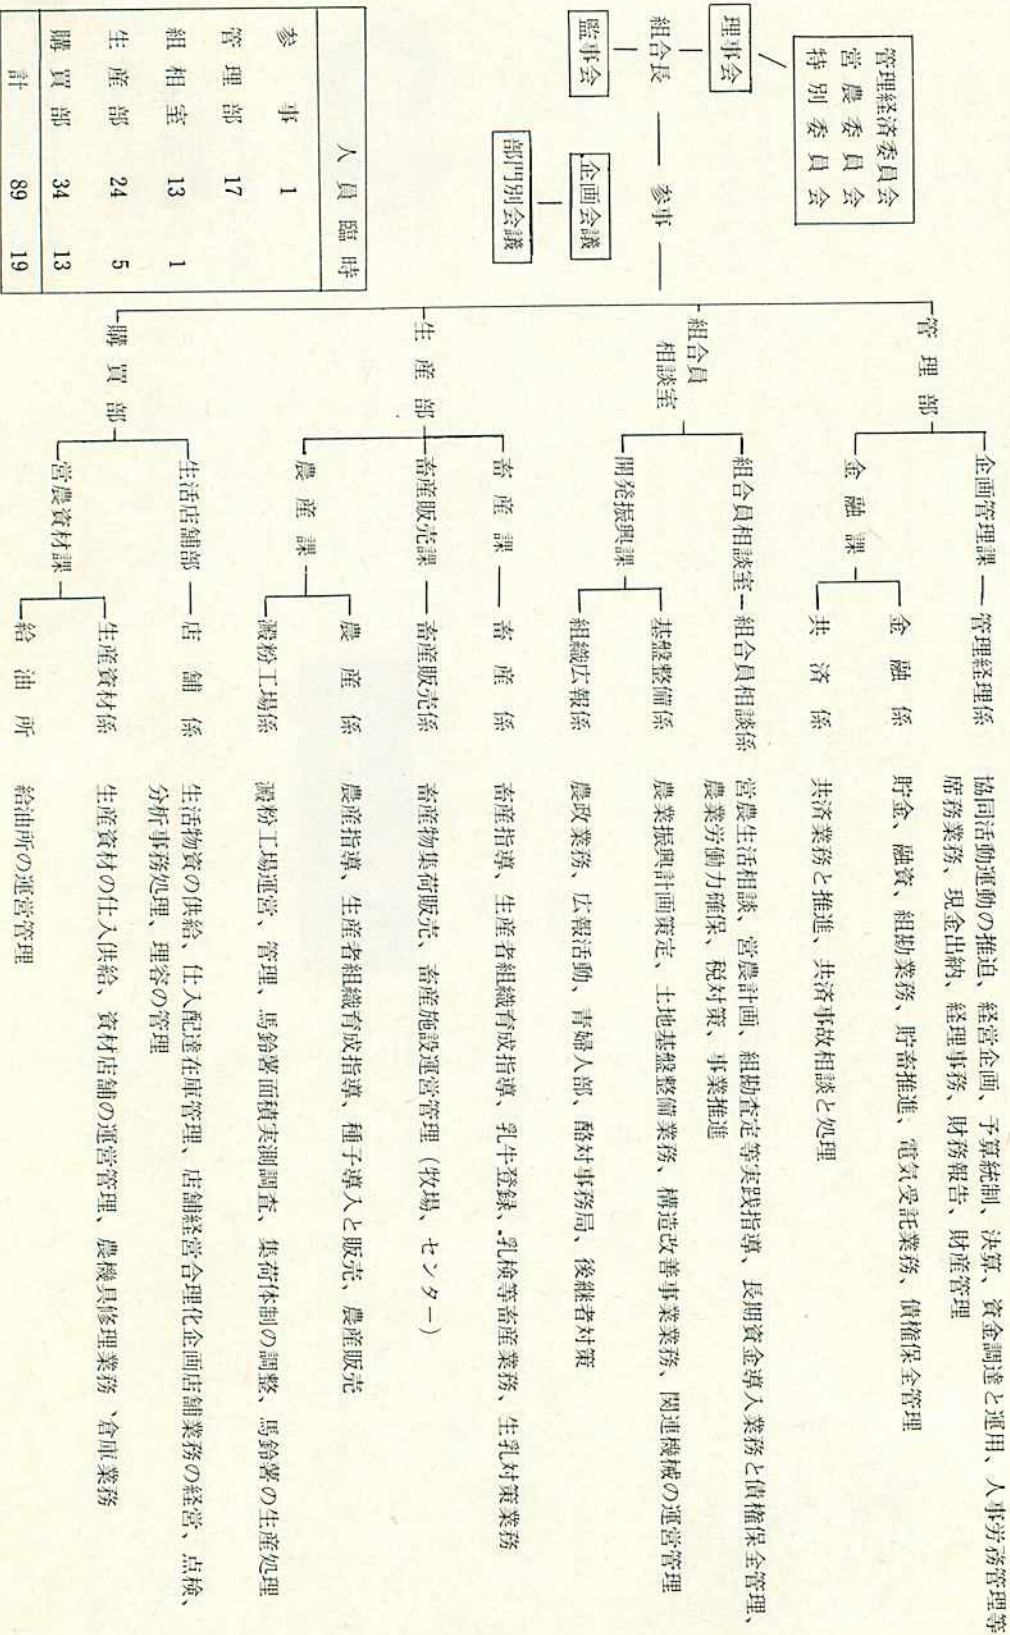 管理経済委員会
営農委員会
特別委員会
理事会
組合長
監事会
参事
企画会議
部門別会議
管理部
企画管理課
管理経理係
協同活動運動の推迫、経営企画、予算統制、決算、資金調達と運用、人事労務管理等
席務業務、現金出納、経理事務、財務報告、財産管理
金融課
金融係
貯金、融資、組勘業務、貯畜推進、電気受託業務、債権保全管理
共済係
共済業務と推進、共済事故相談と処理
組合員
相談室
組合員相談室
組合員相談係
営農生活相談、営農計画、組勘査定等実践指導、長期資金導入業務と債権保全管理、
農業労働力確保、税対策、事業推進
開発振興課
基盤整備係
農業振興計画策定、土地基盤整備業務、構造改善事業業務、関連機械の運営管理
組織広報係
農政業務、広報活動、青婦人部、酪対事務局、後継者対策
生産部
畜産課
畜産係
畜産指導、生産者組織育成指導、乳牛登録、乳検等畜産業務、生乳対策業務
畜産販売課
畜産販売係
畜産物集荷販売、畜産施設運営管理（牧場、センター）
農産課
農産係
農産指導、生産者組織育成指導、種子導入と販売、農産販売
澱粉工場係
澱粉工場運営、管理、馬鈴薯面積実測調査、集荷体制の調整、馬鈴薯の生産処理
購買部
生活店舗部
店舗係
生活物資の供給、仕入配達在庫管理、店舗経営合理化企画店舗業務の経営、点検、
分析事務処理、理容の管理
営農資材課
生産資材係
生産資材の仕入供給、資材店舗の運営管理、農機具修理業務、倉庫業務
給油所
給油所の運営管理
人員 臨時
参事 1
管理部 17
組相室 13 1
生産部 24 5
購買部 34 13
計 89 19